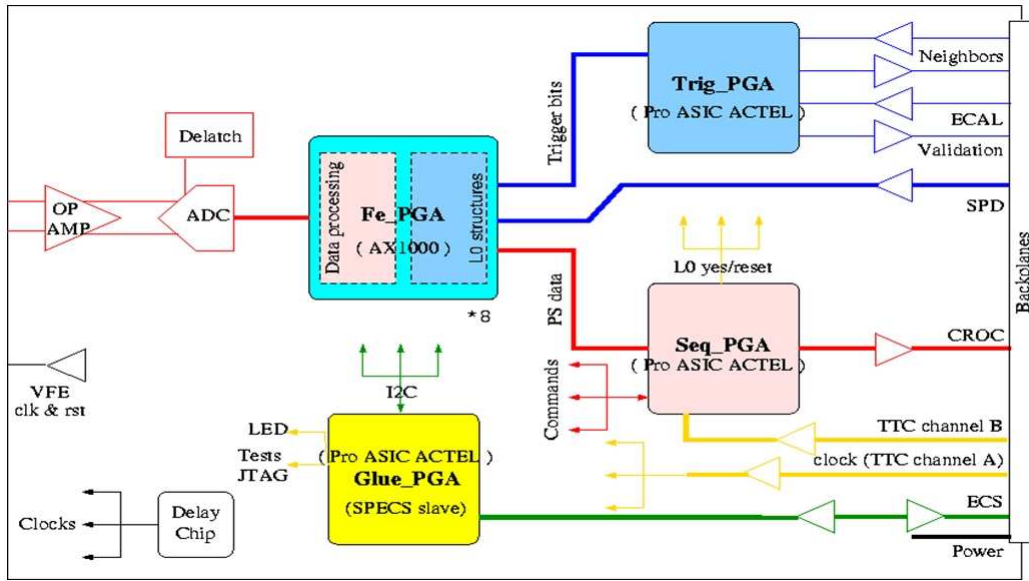 Delatch
OP
AMP
ADC
Data processing
Fe_PGA
( AX1000 )
L0 structures
*8
Trigger bits
Trig_PGA
( Pro ASIC ACTEL )
Neighbors
ECAL
Validation
SPD
Backplanes
L0 yes/reset
PS data
Seq_PGA
( Pro ASIC ACTEL )
CROC
Commands
TTC channel B
clock (TTC channel A)
ECS
Power
VFE
clk & rst
I2C
LED
Tests
JTAG
( Pro ASIC ACTEL )
Glue_PGA
(SPECS slave)
Clocks
Delay
Chip